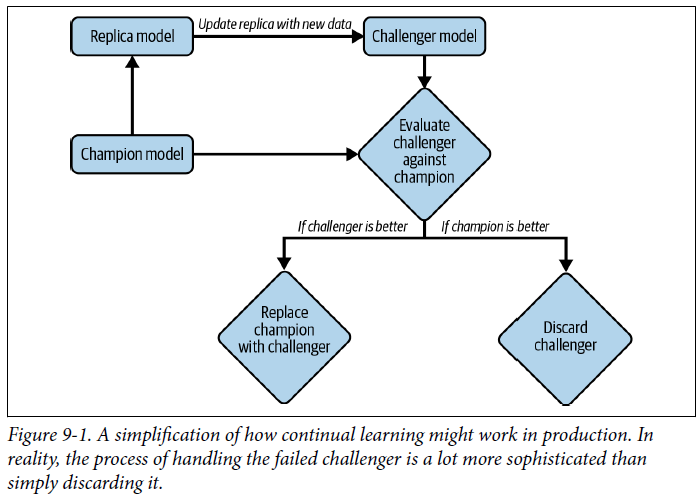 Replica model
Update replica with new data
Challenger model
Champion model
Evaluate
challenger
against
champion
If challenger is better
If champion is better
Replace
champion
with challenger
Discard
challenger
Figure 9-1. A simplification of how continual learning might work in production. In
reality, the process of handling the failed challenger is a lot more sophisticated than
simply discarding it.